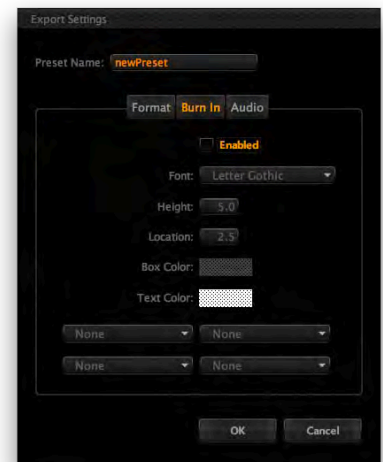 Export Settings
Preset Name: newPreset
Format Burn In Audio
Enabled
Font: Letter Gothic
Height: 5.0
Location: 2.5
Box Color:
Text Color:
None None
None None
OK Cancel